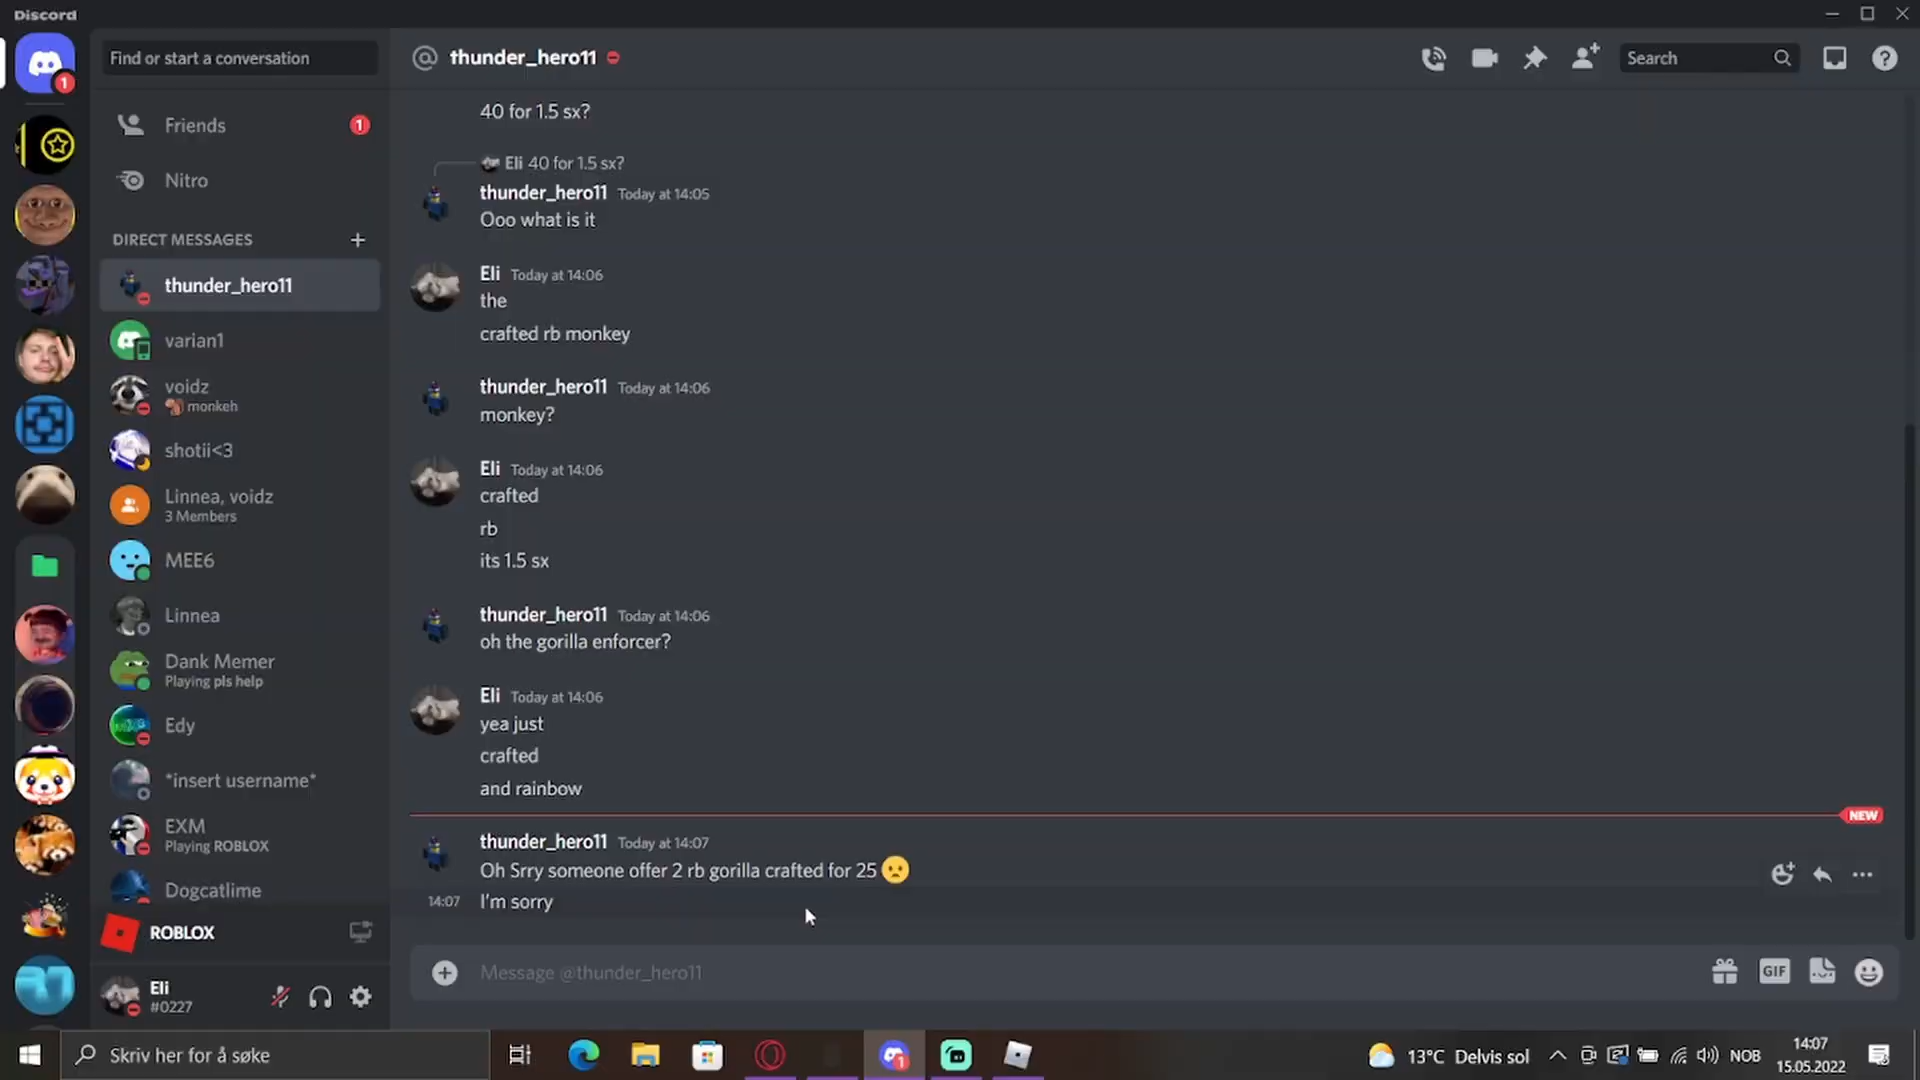 Discord
Find or start a conversation
Friends
1
Nitro
DIRECT MESSAGES
thunder_hero11
varian1
voidz
monkeh
shotii<3
Linnea, voidz
3 Members
MEE6
Linnea
Dank Memer
Playing pls help
Edy
*insert username*
EXM
Playing ROBLOX
Dogcatlime
ROBLOX
Eli
#0227
1
thunder_hero11
Search
40 for 1.5 sx?
Eli 40 for 1.5 sx?
thunder_hero11 Today at 14:05
Ooo what is it
Eli Today at 14:06
the
crafted rb monkey
thunder_hero11 Today at 14:06
monkey?
Eli Today at 14:06
crafted
rb
its 1.5 sx
thunder_hero11 Today at 14:06
oh the gorilla enforcer?
Eli Today at 14:06
yea just
crafted
and rainbow
NEW
thunder_hero11 Today at 14:07
Oh Srry someone offer 2 rb gorilla crafted for 25
14:07 I'm sorry
Message @thunder_hero11
GIF
Skriv her for å søke
1
13°C Delvis sol
NOB
14:07
15.05.2022